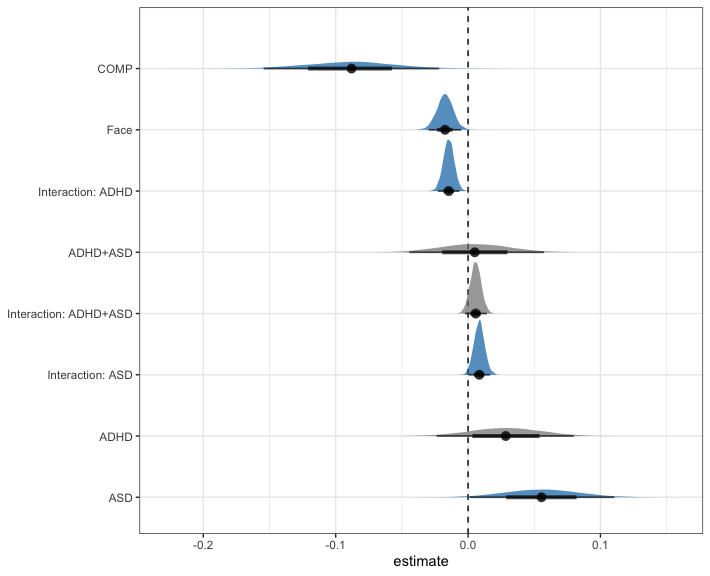 COMP
Face
Interaction: ADHD
ADHD+ASD
Interaction: ADHD+ASD
Interaction: ASD
ADHD
ASD
-0.2 -0.1 0.0 0.1
estimate